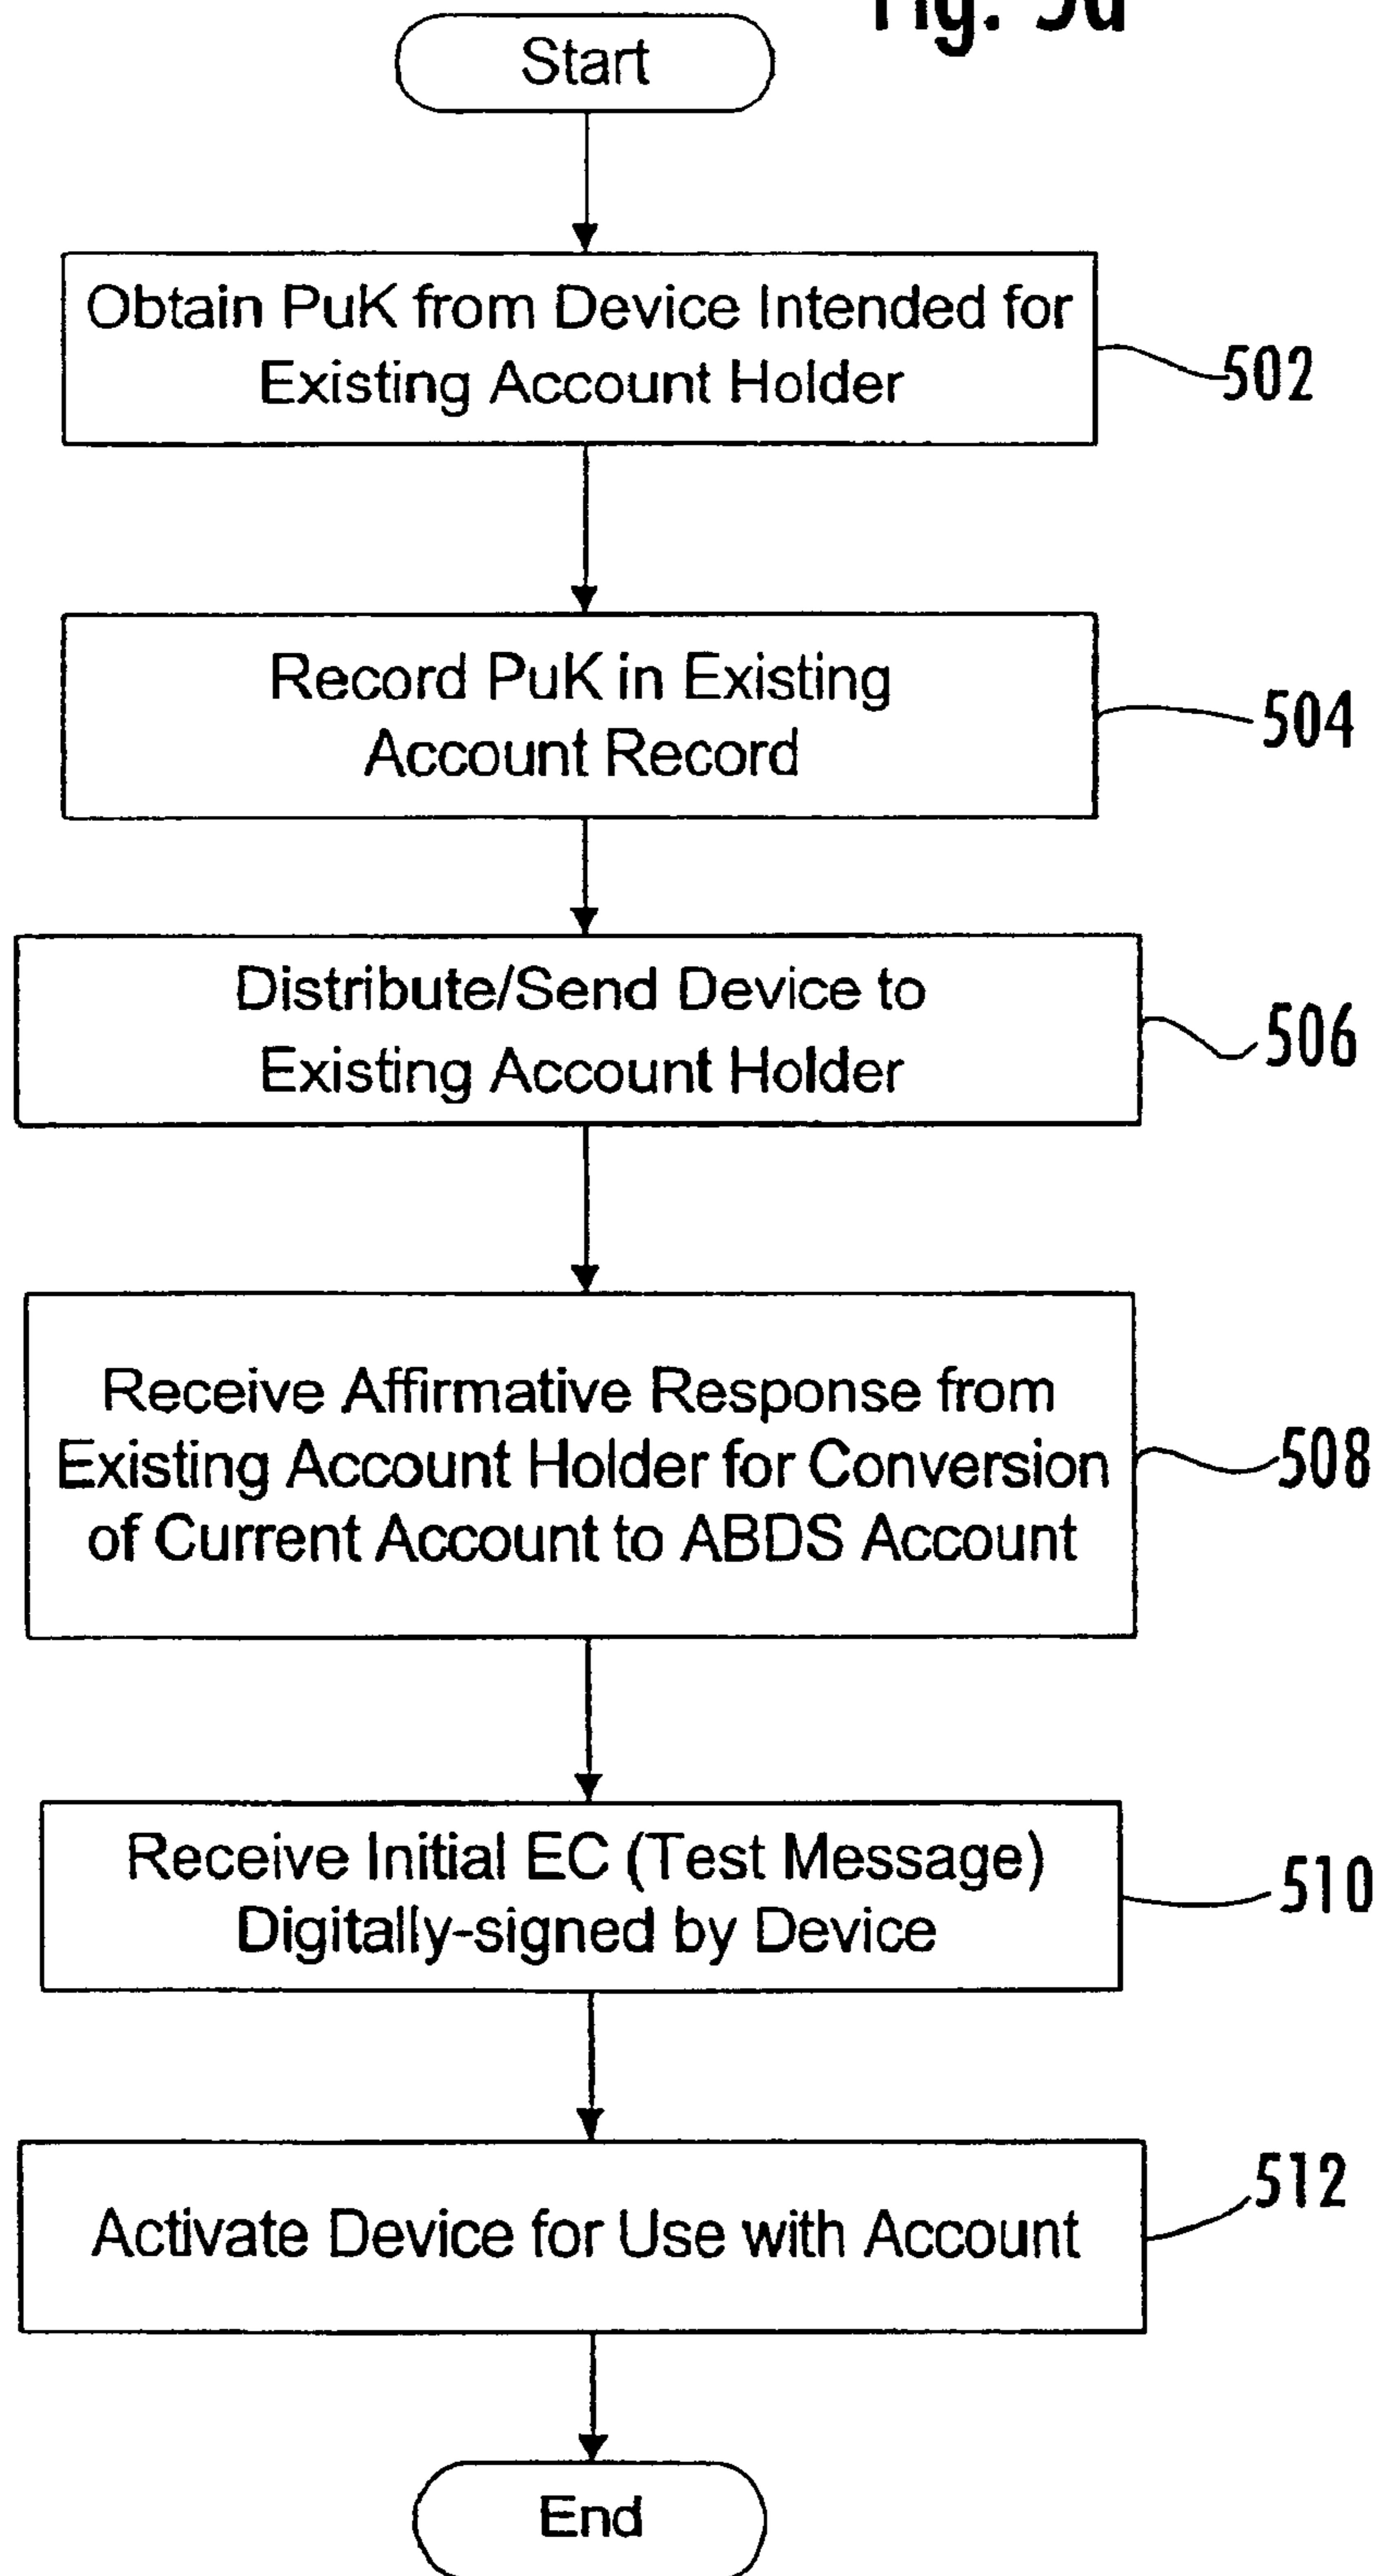 Fig. 5a
Start
Obtain PuK from Device Intended for
Existing Account Holder
502
Record PuK in Existing
Account Record
504
Distribute/Send Device to
Existing Account Holder
506
Receive Affirmative Response from
Existing Account Holder for Conversion
of Current Account to ABDS Account
508
Receive Initial EC (Test Message)
Digitally-signed by Device
510
Activate Device for Use with Account
512
End